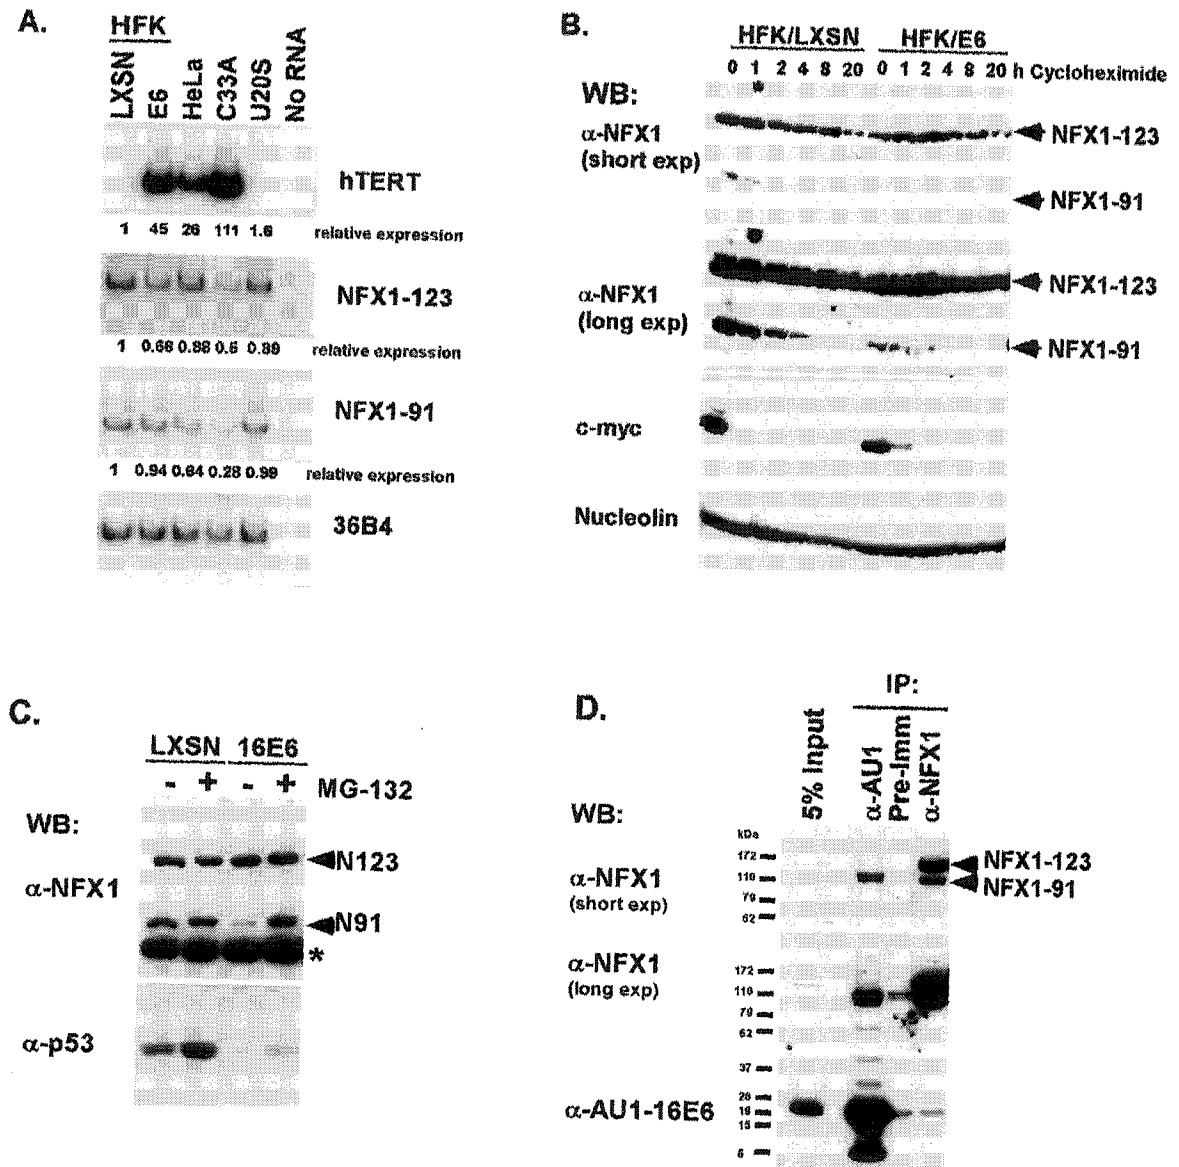 A.
HFK
LXSN E6 HeLa C33A U20S No RNA
hTERT
1 45 26 111 1.6 relative expression
NFX1-123
1 0.66 0.88 0.5 0.89 relative expression
NFX1-91
1 0.94 0.64 0.28 0.99 relative expression
36B4
B.
HFK/LXSN HFK/E6
0 1 2 4 8 20 0 1 2 4 8 20 h Cycloheximide
WB:
α-NFX1
(short exp)
NFX1-123
NFX1-91
α-NFX1
(long exp)
NFX1-123
NFX1-91
c-myc
Nucleolin
C.
LXSN 16E6
- + - + MG-132
WB:
N123
α-NFX1
N91
*
α-p53
D.
IP:
5% Input α-AU1 Pre-Imm α-NFX1
WB:
kDa
α-NFX1
(short exp)
172
110
79
62
NFX1-123
NFX1-91
α-NFX1
(long exp)
172
110
79
62
37
α-AU1-16E6
26
19
15
6